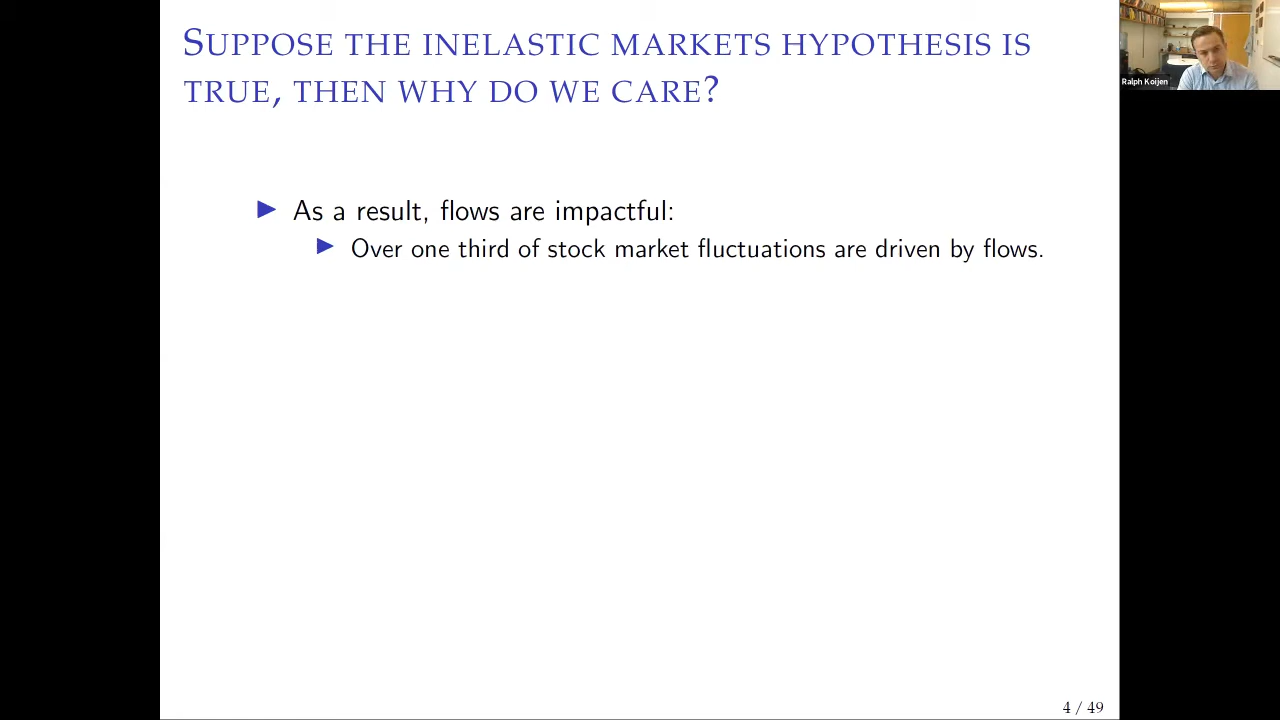 SUPPOSE THE INELASTIC MARKETS HYPOTHESIS IS
TRUE, THEN WHY DO WE CARE?
Ralph Koijen
▶ As a result, flows are impactful:
▶ Over one third of stock market fluctuations are driven by flows.
4 / 49